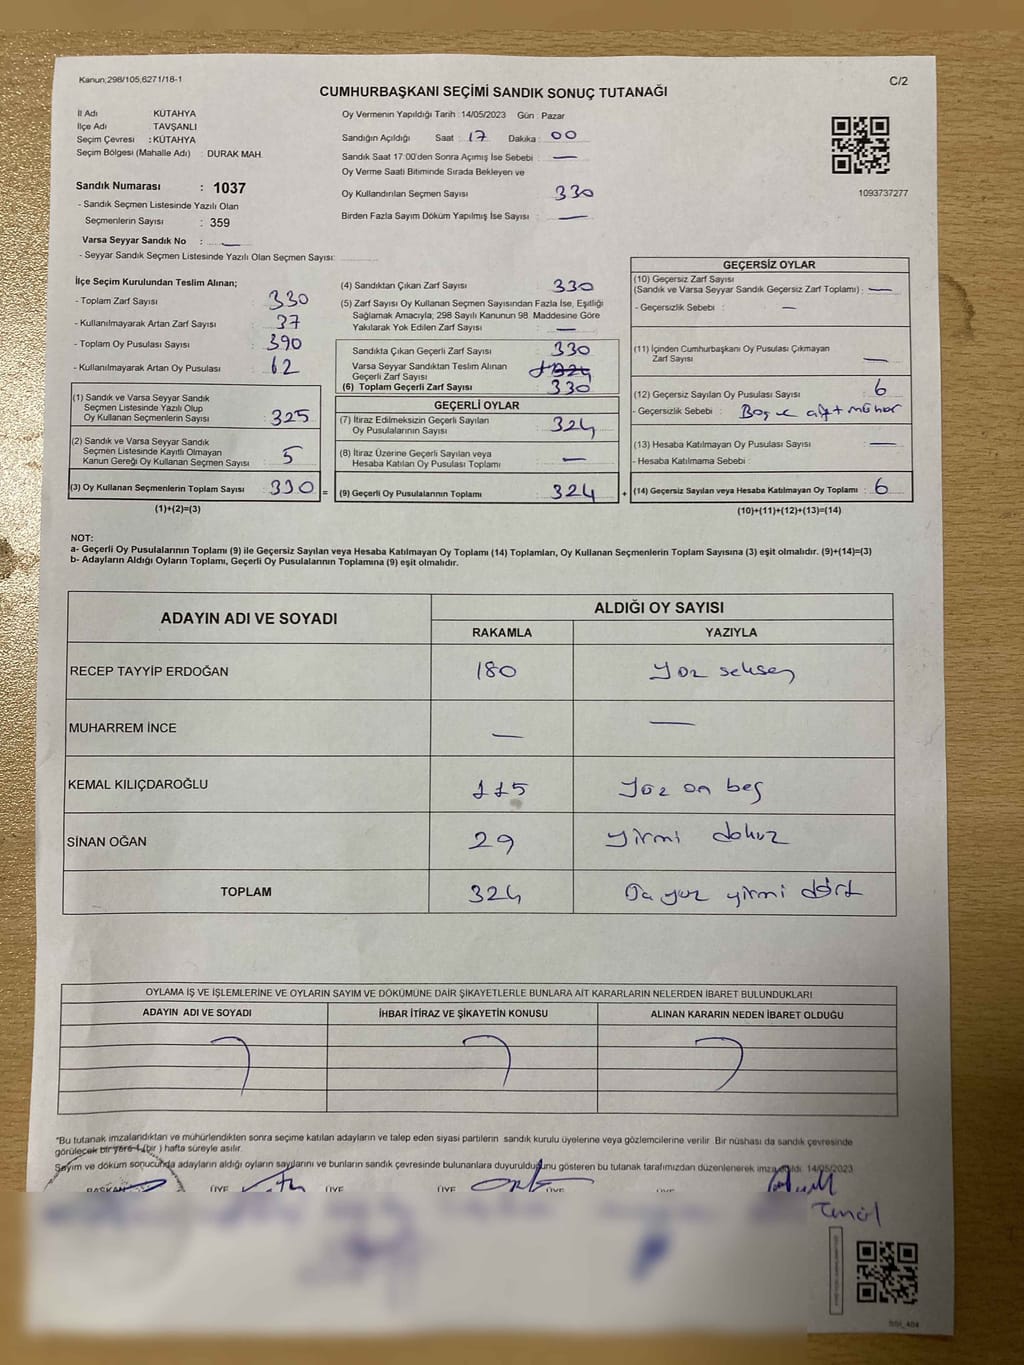 Kanun;298/105,6271/18-1
C/2
CUMHURBAŞKANI SEÇİMİ SANDIK SONUÇ TUTANAĞI
İl Adı KÜTAHYA
İlçe Adı TAVŞANLI
Seçim Çevresi : KÜTAHYA
Seçim Bölgesi (Mahalle Adı) : DURAK MAH.
Sandık Numarası : 1037
- Sandık Seçmen Listesinde Yazılı Olan
Seçmenlerin Sayısı : 359
Varsa Seyyar Sandık No : —
- Seyyar Sandık Seçmen Listesinde Yazılı Olan Seçmen Sayısı:
Oy Vermenin Yapıldığı Tarih : 14/05/2023 Gün : Pazar
Sandığın Açıldığı Saat : 17 Dakika : 00
Sandık Saat 17:00'den Sonra Açımış İse Sebebi : —
Oy Verme Saati Bitiminde Sırada Bekleyen ve
Oy Kullandırılan Seçmen Sayısı : 330
Birden Fazla Sayım Döküm Yapılmış İse Sayısı : —
1093737277
İlçe Seçim Kurulundan Teslim Alınan;
- Toplam Zarf Sayısı : 330
- Kullanılmayarak Artan Zarf Sayısı : 37
- Toplam Oy Pusulası Sayısı : 390
- Kullanılmayarak Artan Oy Pusulası : 62
(1) Sandık ve Varsa Seyyar Sandık
Seçmen Listesinde Yazılı Olup
Oy Kullanan Seçmenlerin Sayısı : 325
(2) Sandık ve Varsa Seyyar Sandık
Seçmen Listesinde Kayıtlı Olmayan
Kanun Gereği Oy Kullanan Seçmen Sayısı : 5
(3) Oy Kullanan Seçmenlerin Toplam Sayısı : 330 =
(1)+(2)=(3)
(4) Sandıktan Çıkan Zarf Sayısı : 330
(5) Zarf Sayısı Oy Kullanan Seçmen Sayısından Fazla İse, Eşitliği
Sağlamak Amacıyla; 298 Sayılı Kanunun 98. Maddesine Göre
Yakılarak Yok Edilen Zarf Sayısı : —
Sandıkta Çıkan Geçerli Zarf Sayısı : 330
Varsa Seyyar Sandıktan Teslim Alınan
Geçerli Zarf Sayısı
(6) Toplam Geçerli Zarf Sayısı : 330
GEÇERLİ OYLAR
(7) İtiraz Edilmeksizin Geçerli Sayılan
Oy Pusulalarının Sayısı : 324
(8) İtiraz Üzerine Geçerli Sayılan veya
Hesaba Katılan Oy Pusulası Toplamı : —
(9) Geçerli Oy Pusulalarının Toplamı : 324 +
GEÇERSİZ OYLAR
(10) Geçersiz Zarf Sayısı
(Sandık ve Varsa Seyyar Sandık Geçersiz Zarf Toplamı) : —
- Geçersizlik Sebebi : —
(11) İçinden Cumhurbaşkanı Oy Pusulası Çıkmayan
Zarf Sayısı : —
(12) Geçersiz Sayılan Oy Pusulası Sayısı : 6
- Geçersizlik Sebebi : Boş
(13) Hesaba Katılmayan Oy Pusulası Sayısı : —
- Hesaba Katılmama Sebebi :
(14) Geçersiz Sayılan veya Hesaba Katılmayan Oy Toplamı : 6
(10)+(11)+(12)+(13)=(14)
NOT:
a- Geçerli Oy Pusulalarının Toplamı (9) ile Geçersiz Sayılan veya Hesaba Katılmayan Oy Toplamı (14) Toplamları, Oy Kullanan Seçmenlerin Toplam Sayısına (3) eşit olmalıdır. (9)+(14)=(3)
b- Adayların Aldığı Oyların Toplamı, Geçerli Oy Pusulalarının Toplamına (9) eşit olmalıdır.
ADAYIN ADI VE SOYADI
ALDIĞI OY SAYISI
RAKAMLA YAZIYLA
RECEP TAYYİP ERDOĞAN 180 Yüz seksen
MUHARREM İNCE — —
KEMAL KILIÇDAROĞLU 115 Yüz on beş
SİNAN OĞAN 29 Yirmi dokuz
TOPLAM 324 yüz yirmi dört
OYLAMA İŞ VE İŞLEMLERİNE VE OYLARIN SAYIM VE DÖKÜMÜNE DAİR ŞİKAYETLERLE BUNLARA AİT KARARLARIN NELERDEN İBARET BULUNDUKLARI
ADAYIN ADI VE SOYADI İHBAR İTİRAZ VE ŞİKAYETİN KONUSU ALINAN KARARIN NEDEN İBARET OLDUĞU
"Bu tutanak imzalandıktan ve mühürlendikten sonra seçime katılan adayların ve talep eden siyasi partilerin sandık kurulu üyelerine veya gözlemcilerine verilir. Bir nüshası da sandık çevresinde
görülecek bir yere 1 (bir ) hafta süreyle asılır.
Sayım ve döküm sonucunda adayların aldığı oyların sayılarını ve bunların sandık çevresinde bulunanlara duyurulduğunu gösteren bu tutanak tarafımızdan düzenlenerek imzalandı. 14/05/2023
BAŞKAN ÜYE ÜYE ÜYE ÜYE ÜYE